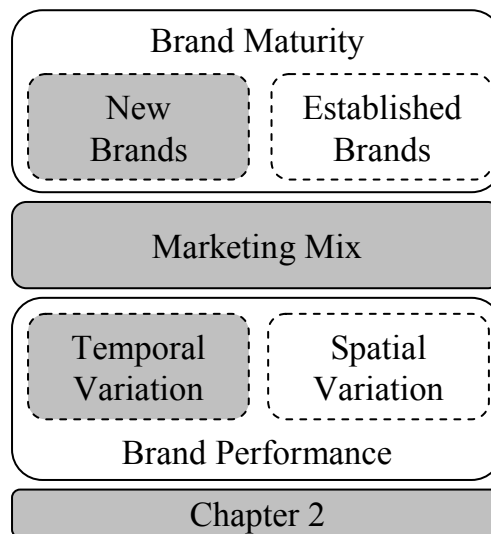 Brand Maturity
New Established
Brands Brands
Marketing Mix
Temporal Spatial
Variation Variation
Brand Performance
Chapter 2